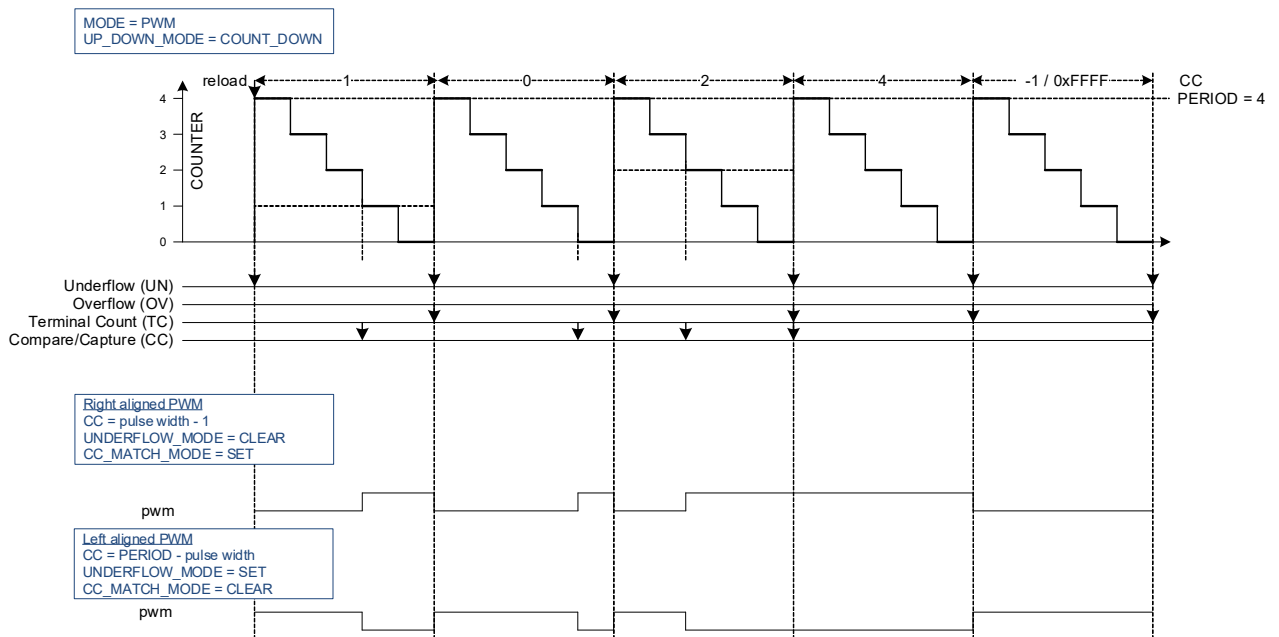 MODE = PWM
UP_DOWN_MODE = COUNT_DOWN
reload 1 0 2 4 -1 / 0xFFFF CC
PERIOD = 4
4
3
2
1
0
COUNTER
Underflow (UN)
Overflow (OV)
Terminal Count (TC)
Compare/Capture (CC)
Right aligned PWM
CC = pulse width - 1
UNDERFLOW_MODE = CLEAR
CC_MATCH_MODE = SET
pwm
Left aligned PWM
CC = PERIOD - pulse width
UNDERFLOW_MODE = SET
CC_MATCH_MODE = CLEAR
pwm